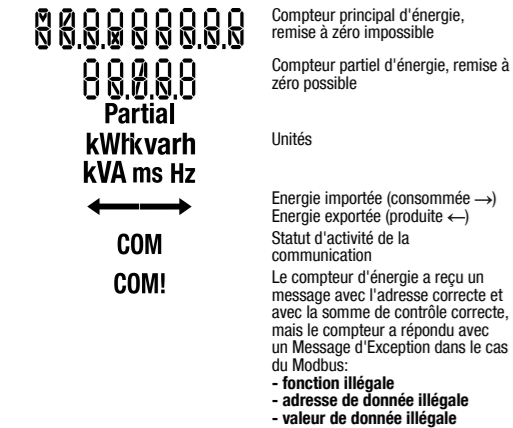 Compteur principal d'énergie,
remise à zéro impossible
Compteur partiel d'énergie, remise à
zéro possible
Partial
kWhkvarh
Unités
kVA ms Hz
Energie importée (consommée →)
Energie exportée (produite ←)
COM
Statut d'activité de la
communication
COM!
Le compteur d'énergie a reçu un
message avec l'adresse correcte et
avec la somme de contrôle correcte,
mais le compteur a répondu avec
un Message d'Exception dans le cas
du Modbus:
- fonction illégale
- adresse de donnée illégale
- valeur de donnée illégale